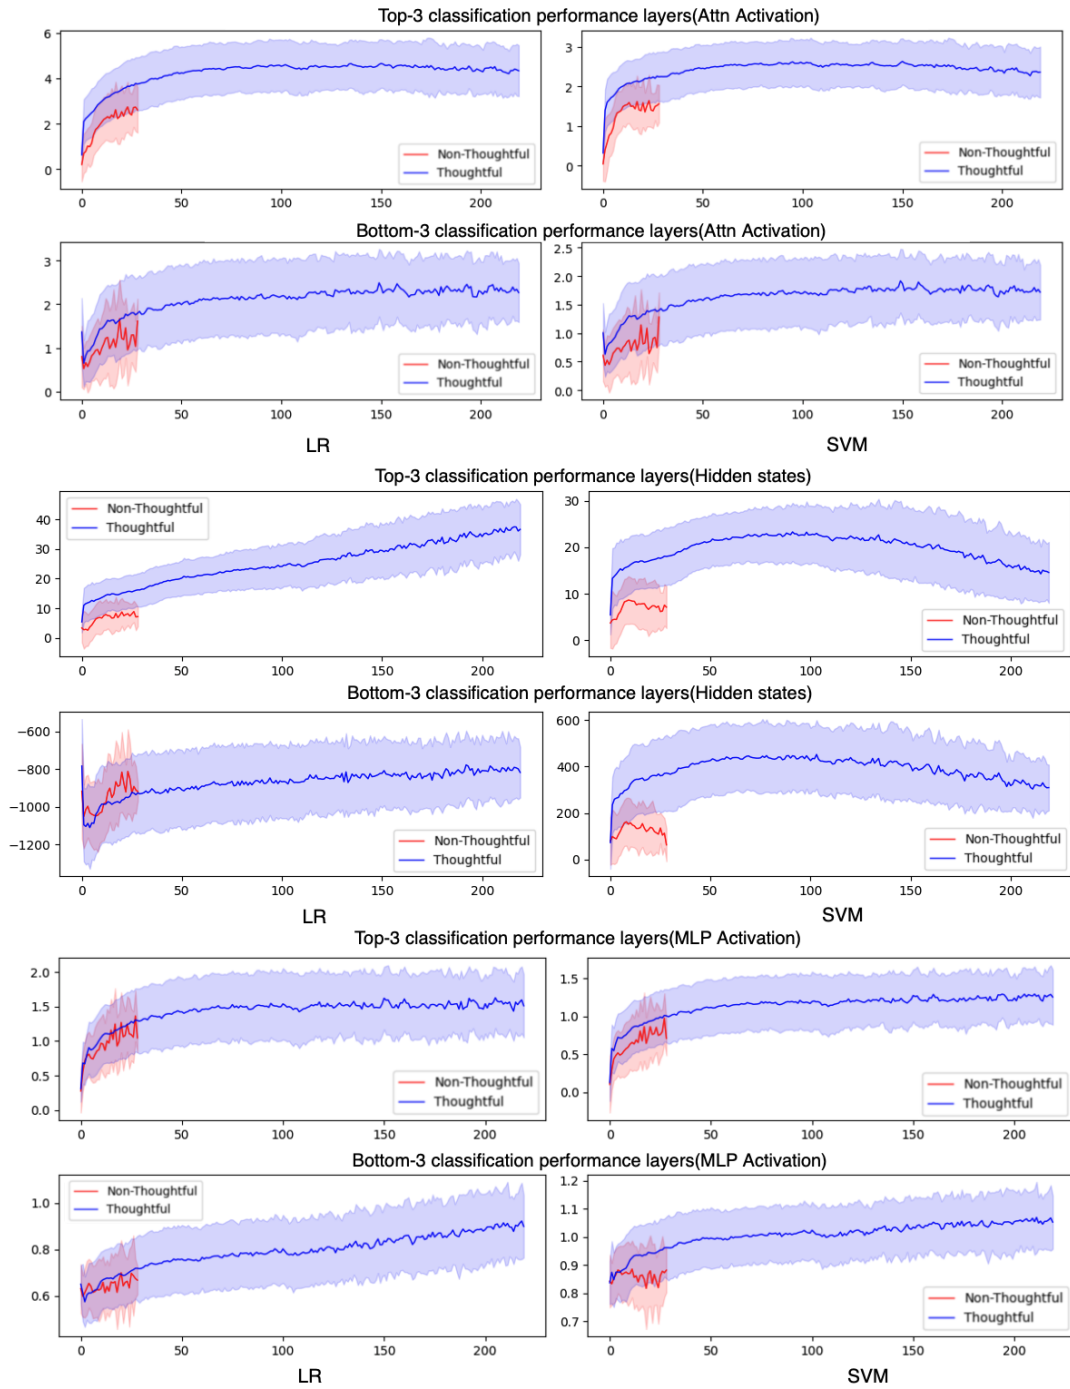 Top-3 classification performance layers(Attn Activation)
6
4
2
0
Non-Thoughtful
Thoughtful
0 50 100 150 200
3
2
1
0
Non-Thoughtful
Thoughtful
0 50 100 150 200
Bottom-3 classification performance layers(Attn Activation)
3
2
1
0
Non-Thoughtful
Thoughtful
0 50 100 150 200
2.5
2.0
1.5
1.0
0.5
0.0
Non-Thoughtful
Thoughtful
0 50 100 150 200
LR SVM
Top-3 classification performance layers(Hidden states)
40
30
20
10
0
Non-Thoughtful
Thoughtful
0 50 100 150 200
30
20
10
0
Non-Thoughtful
Thoughtful
0 50 100 150 200
Bottom-3 classification performance layers(Hidden states)
−600
−800
−1000
−1200
Non-Thoughtful
Thoughtful
0 50 100 150 200
600
400
200
0
Non-Thoughtful
Thoughtful
0 50 100 150 200
LR SVM
Top-3 classification performance layers(MLP Activation)
2.0
1.5
1.0
0.5
0.0
Non-Thoughtful
Thoughtful
0 50 100 150 200
1.5
1.0
0.5
0.0
Non-Thoughtful
Thoughtful
0 50 100 150 200
Bottom-3 classification performance layers(MLP Activation)
1.0
0.8
0.6
Non-Thoughtful
Thoughtful
0 50 100 150 200
1.2
1.1
1.0
0.9
0.8
0.7
Non-Thoughtful
Thoughtful
0 50 100 150 200
LR SVM